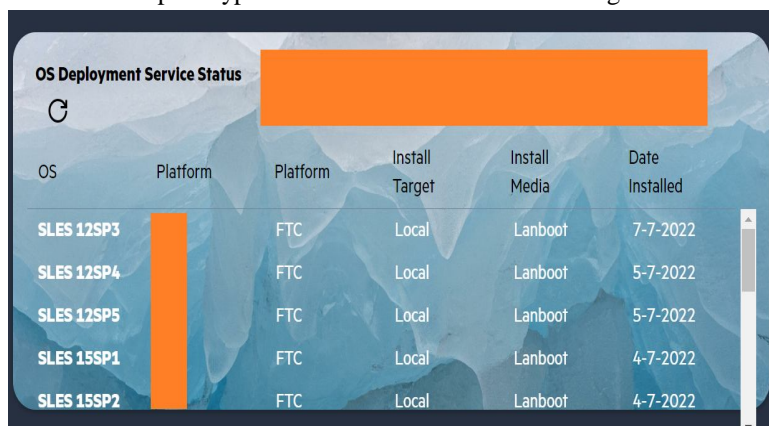 OS Deployment Service Status
OS Platform Platform Install Target Install Media Date Installed
SLES 12SP3 FTC Local Lanboot 7-7-2022
SLES 12SP4 FTC Local Lanboot 5-7-2022
SLES 12SP5 FTC Local Lanboot 5-7-2022
SLES 15SP1 FTC Local Lanboot 4-7-2022
SLES 15SP2 FTC Local Lanboot 4-7-2022